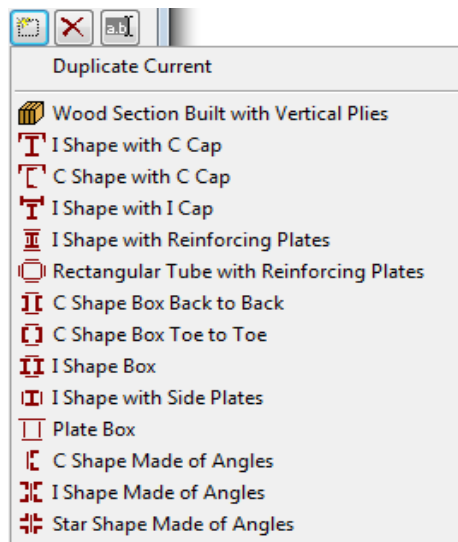 a.b
Duplicate Current
Wood Section Built with Vertical Plies
I Shape with C Cap
C Shape with C Cap
I Shape with I Cap
I Shape with Reinforcing Plates
Rectangular Tube with Reinforcing Plates
C Shape Box Back to Back
C Shape Box Toe to Toe
I Shape Box
I Shape with Side Plates
Plate Box
C Shape Made of Angles
I Shape Made of Angles
Star Shape Made of Angles